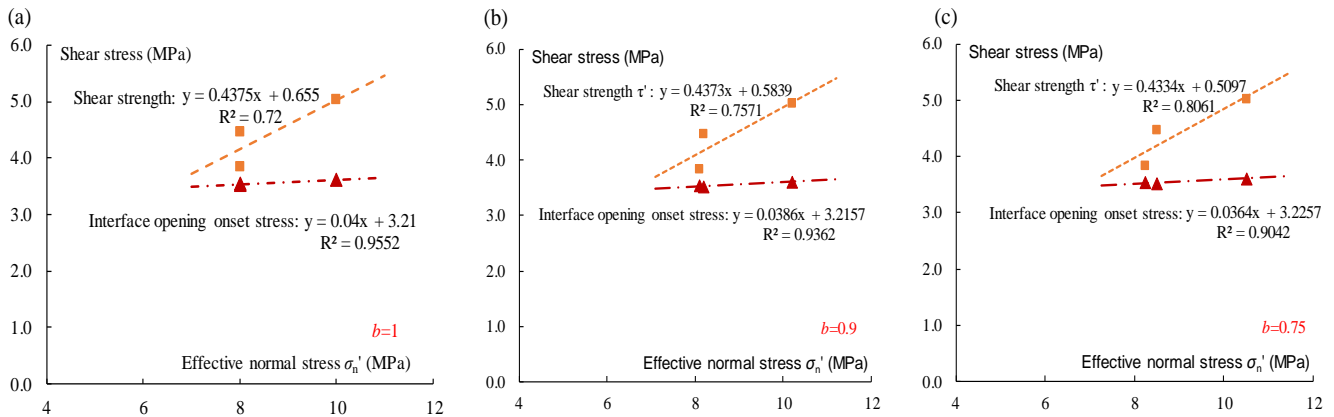 (a)
Shear stress (MPa)
6.0
5.0
4.0
3.0
2.0
1.0
0.0
Shear strength: y = 0.4375x + 0.655
R² = 0.72
Interface opening onset stress: y = 0.04x + 3.21
R² = 0.9552
b=1
Effective normal stress σn' (MPa)
4 6 8 10 12
(b)
Shear stress (MPa)
6.0
5.0
4.0
3.0
2.0
1.0
0.0
Shear strength τ' : y = 0.4373x + 0.5839
R² = 0.7571
Interface opening onset stress: y = 0.0386x + 3.2157
R² = 0.9362
b=0.9
Effective normal stress σn' (MPa)
4 6 8 10 12
(c)
Shear stress (MPa)
6.0
5.0
4.0
3.0
2.0
1.0
0.0
Shear strength τ' : y = 0.4334x + 0.5097
R² = 0.8061
Interface opening onset stress: y = 0.0364x + 3.2257
R² = 0.9042
b=0.75
Effective normal stress σn' (MPa)
4 6 8 10 12